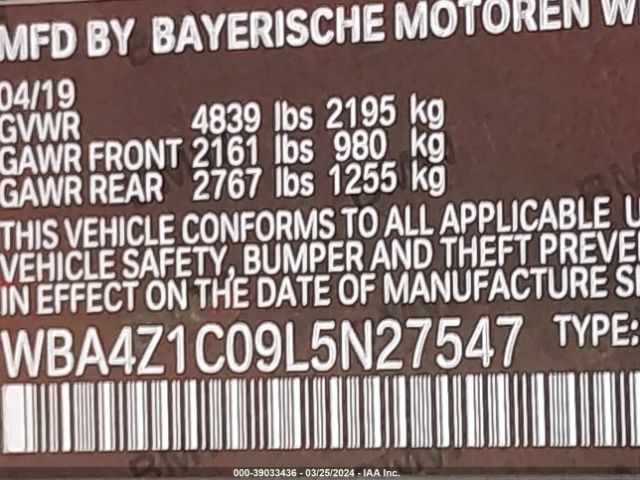 MFD BY BAYERISCHE MOTOREN W
04/19
GVWR 4839 lbs 2195 kg
GAWR FRONT 2161 lbs 980 kg
GAWR REAR 2767 lbs 1255 kg
THIS VEHICLE CONFORMS TO ALL APPLICABLE U
VEHICLE SAFETY, BUMPER AND THEFT PREVE
IN EFFECT ON THE DATE OF MANUFACTURE S
WBA4Z1C09L5N27547 TYPE:
000-39033436 - 03/25/2024 - IAA Inc.